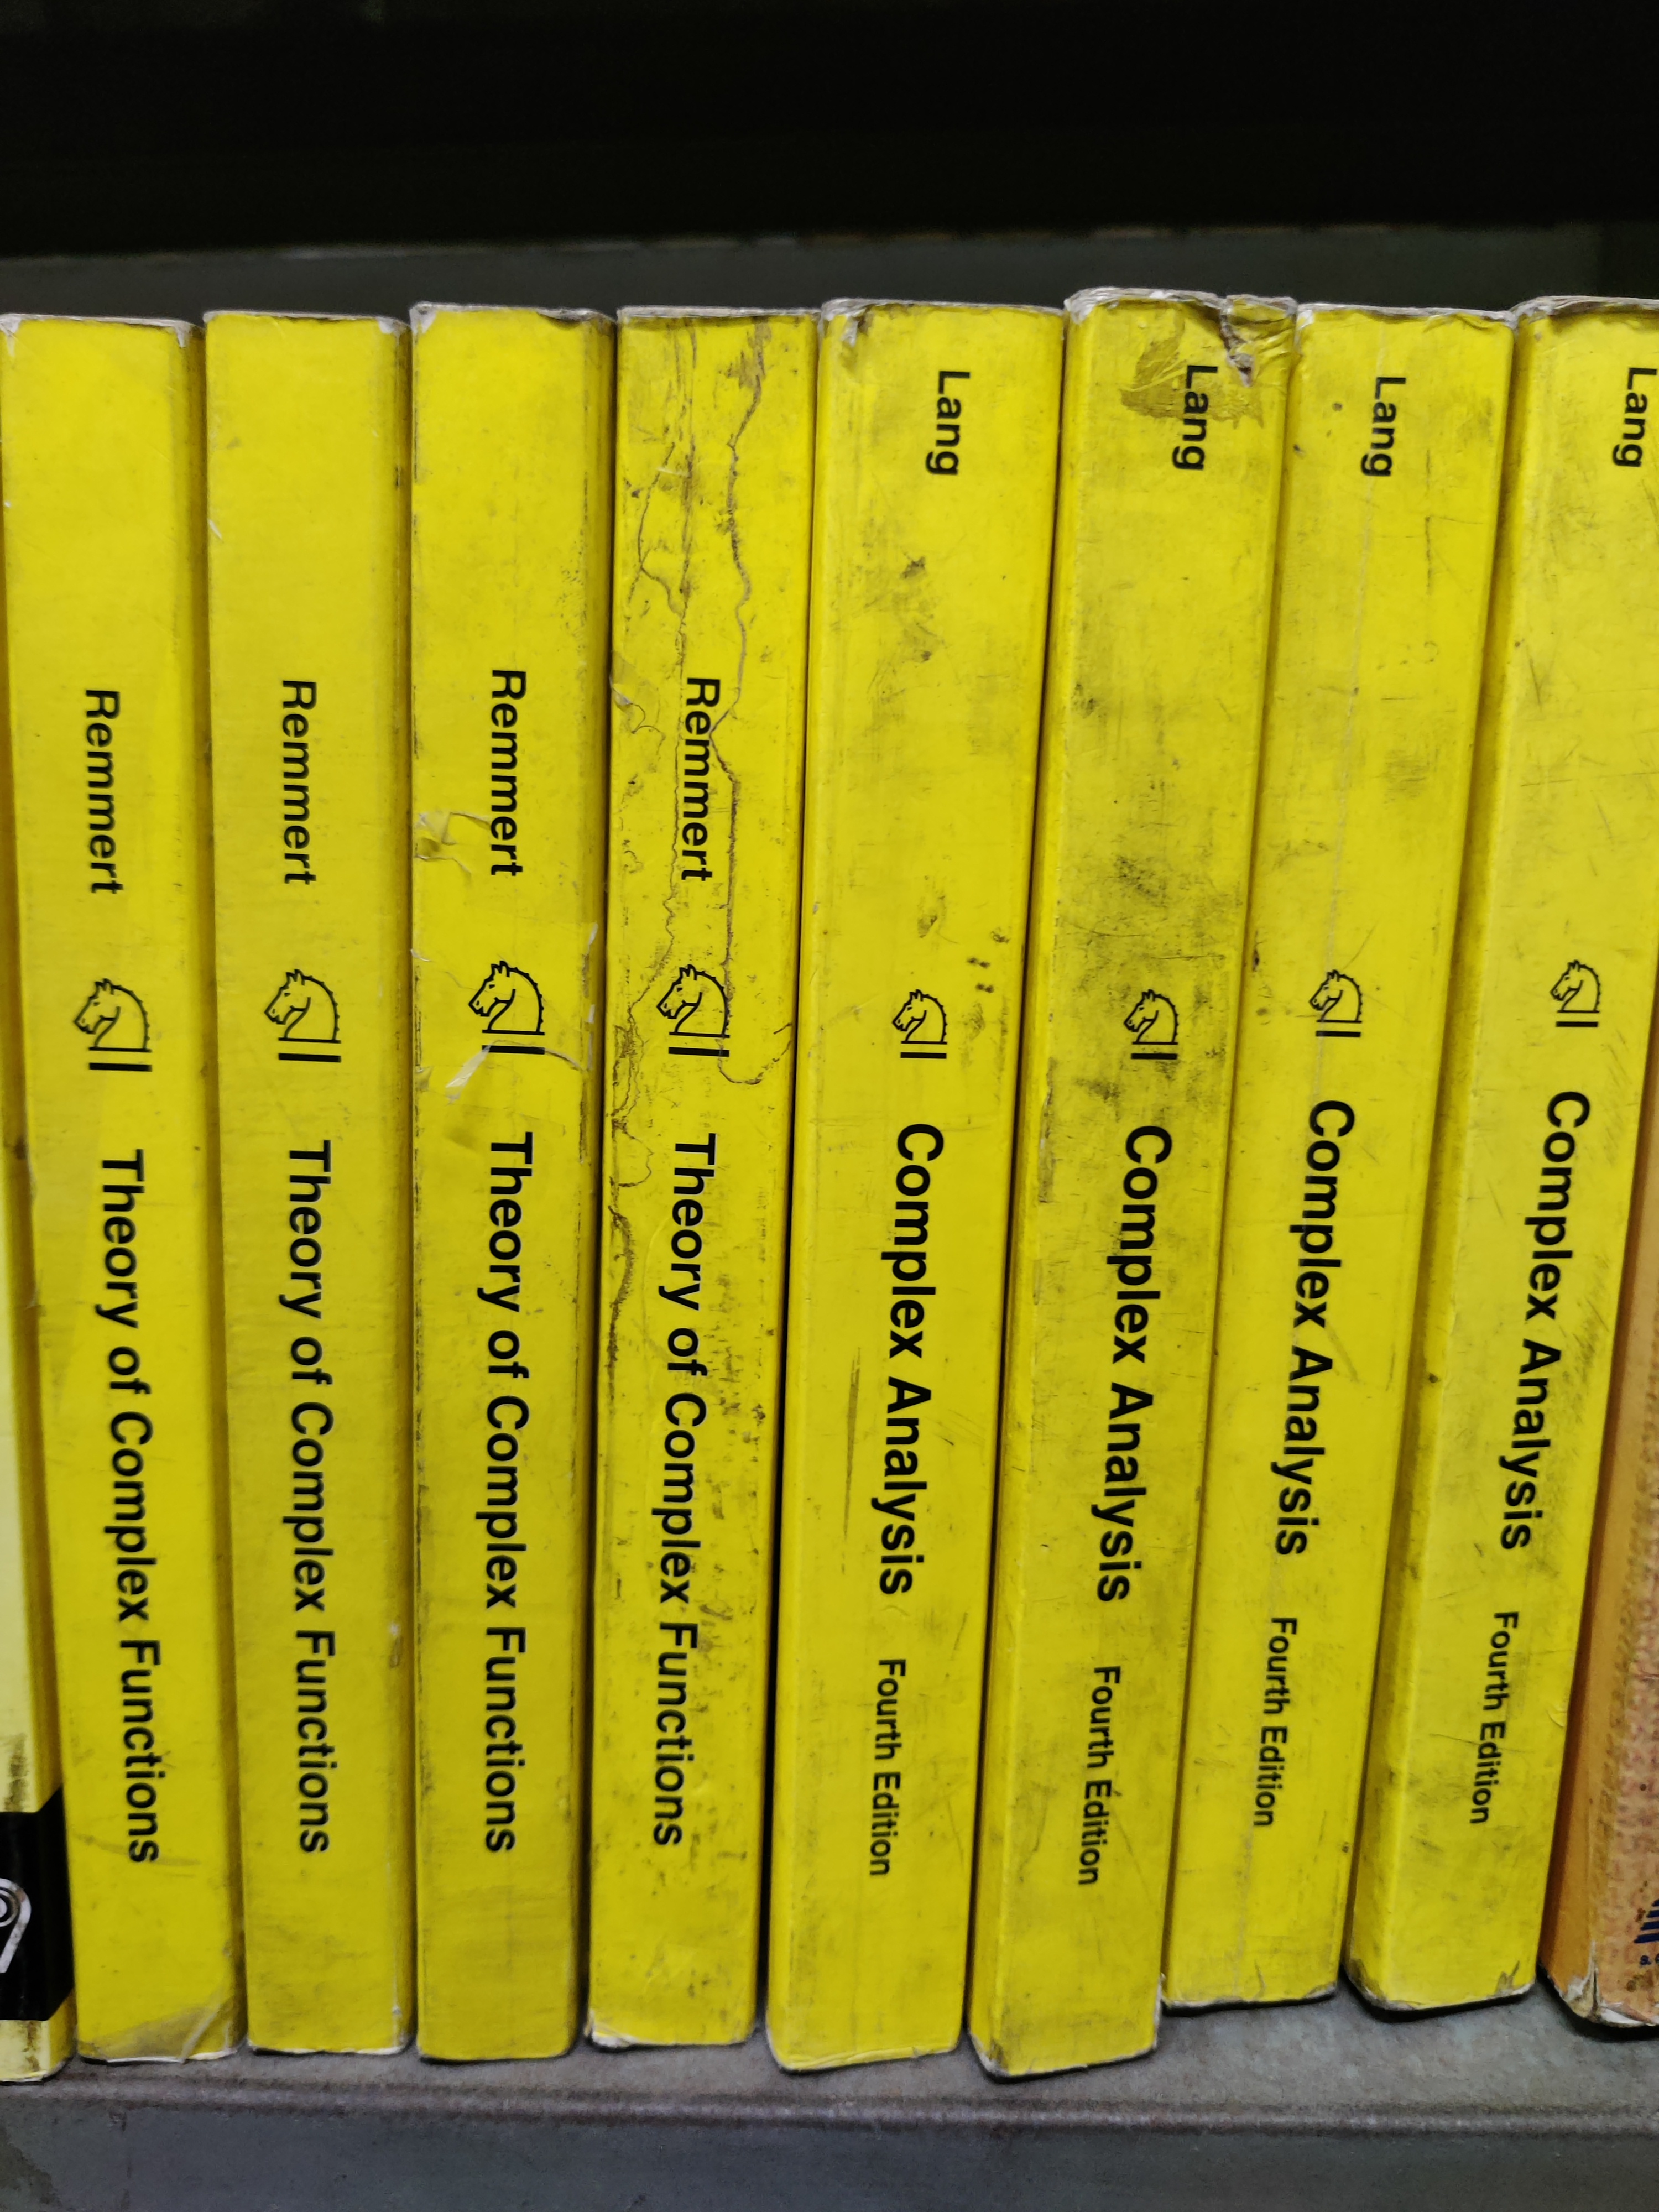 Remmert
Theory of Complex Functions
Remmert
Theory of Complex Functions
Remmert
Theory of Complex Functions
Remmert
Theory of Complex Functions
Lang
Complex Analysis
Fourth Edition
Lang
Complex Analysis
Fourth Edition
Lang
Complex Analysis
Fourth Edition
Lang
Complex Analysis
Fourth Edition